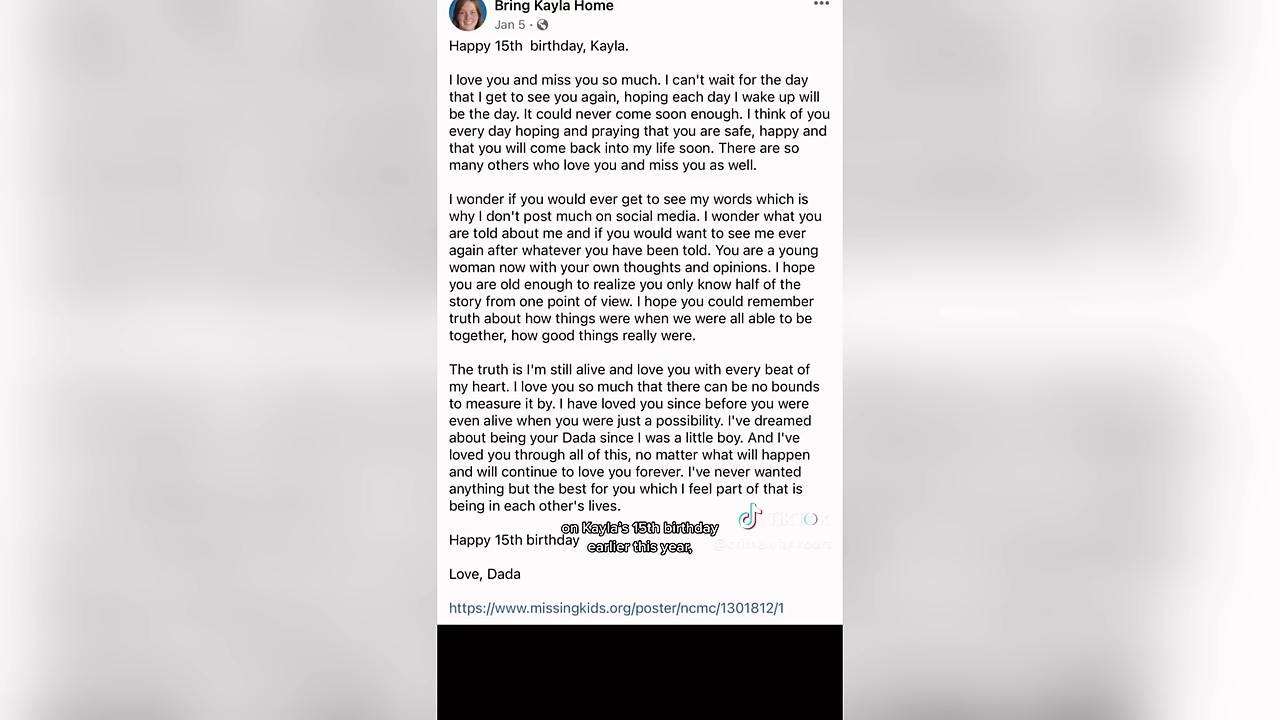 Bring Kayla Home
Jan 5 ·
Happy 15th birthday, Kayla.
I love you and miss you so much. I can't wait for the day
that I get to see you again, hoping each day I wake up will
be the day. It could never come soon enough. I think of you
every day hoping and praying that you are safe, happy and
that you will come back into my life soon. There are so
many others who love you and miss you as well.
I wonder if you would ever get to see my words which is
why I don't post much on social media. I wonder what you
are told about me and if you would want to see me ever
again after whatever you have been told. You are a young
woman now with your own thoughts and opinions. I hope
you are old enough to realize you only know half of the
story from one point of view. I hope you could remember
truth about how things were when we were all able to be
together, how good things really were.
The truth is I'm still alive and love you with every beat of
my heart. I love you so much that there can be no bounds
to measure it by. I have loved you since before you were
even alive when you were just a possibility. I've dreamed
about being your Dada since I was a little boy. And I've
loved you through all of this, no matter what will happen
and will continue to love you forever. I've never wanted
anything but the best for you which I feel part of that is
being in each other's lives.
TikTok
on Kayla's 15th birthday
earlier this year,
Happy 15th birthday
Love, Dada
https://www.missingkids.org/poster/ncmc/1301812/1